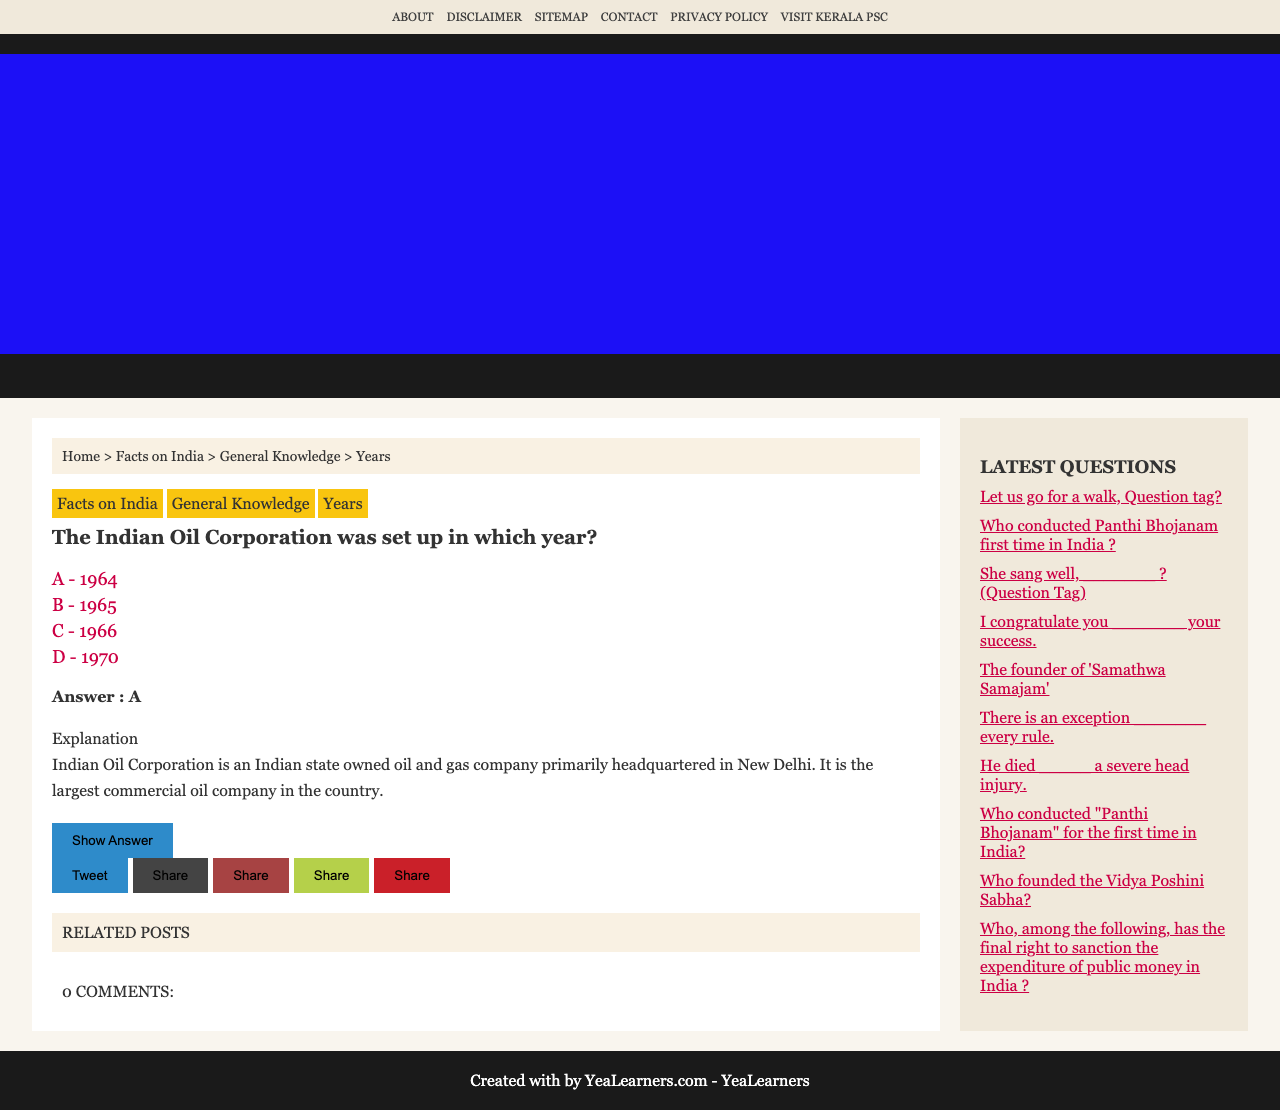 ABOUT DISCLAIMER SITEMAP CONTACT PRIVACY POLICY VISIT KERALA PSC
Home > Facts on India > General Knowledge > Years
Facts on India General Knowledge Years
The Indian Oil Corporation was set up in which year?
A - 1964
B - 1965
C - 1966
D - 1970
Answer : A
Explanation
Indian Oil Corporation is an Indian state owned oil and gas company primarily headquartered in New Delhi. It is the
largest commercial oil company in the country.
Show Answer
Tweet Share Share Share Share
RELATED POSTS
0 COMMENTS:
LATEST QUESTIONS
Let us go for a walk, Question tag?
Who conducted Panthi Bhojanam
first time in India ?
She sang well,________ ?
(Question Tag)
I congratulate you ________ your
success.
The founder of 'Samathwa
Samajam'
There is an exception ________
every rule.
He died ______ a severe head
injury.
Who conducted "Panthi
Bhojanam" for the first time in
India?
Who founded the Vidya Poshini
Sabha?
Who, among the following, has the
final right to sanction the
expenditure of public money in
India ?
Created with by YeaLearners.com - YeaLearners